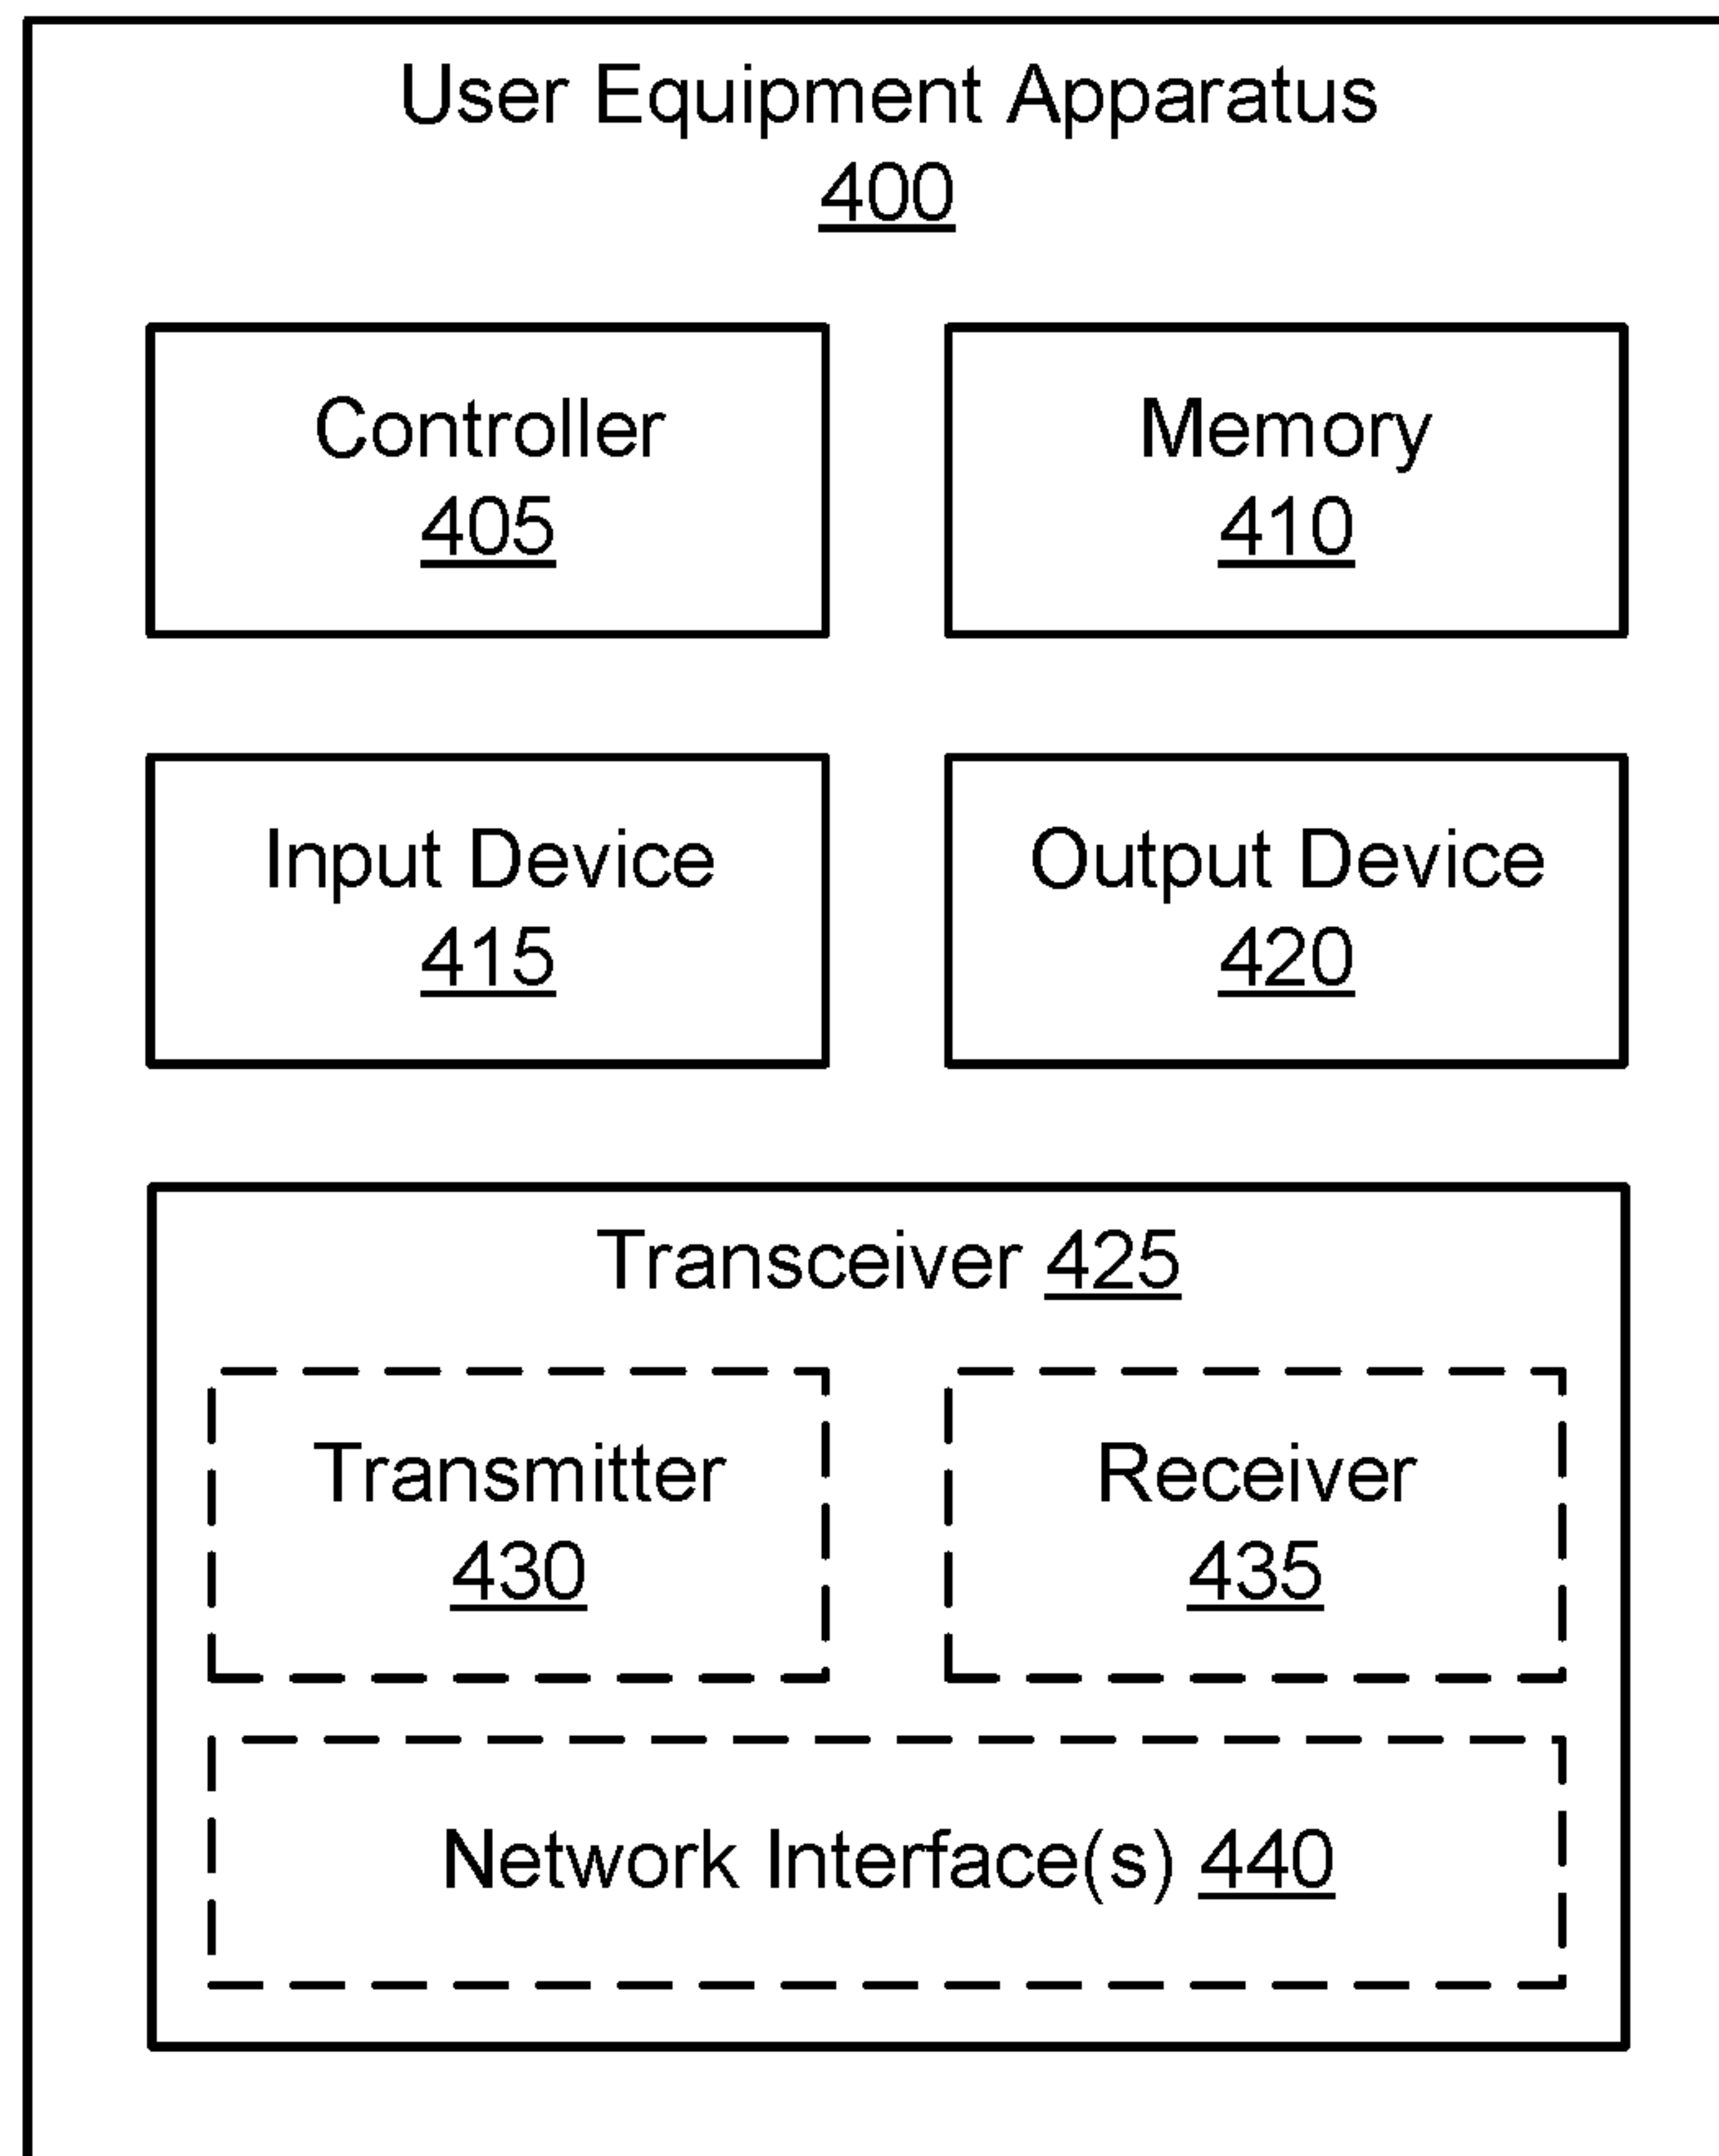 User Equipment Apparatus
400
Controller
405
Memory
410
Input Device
415
Output Device
420
Transceiver 425
Transmitter
430
Receiver
435
Network Interface(s) 440